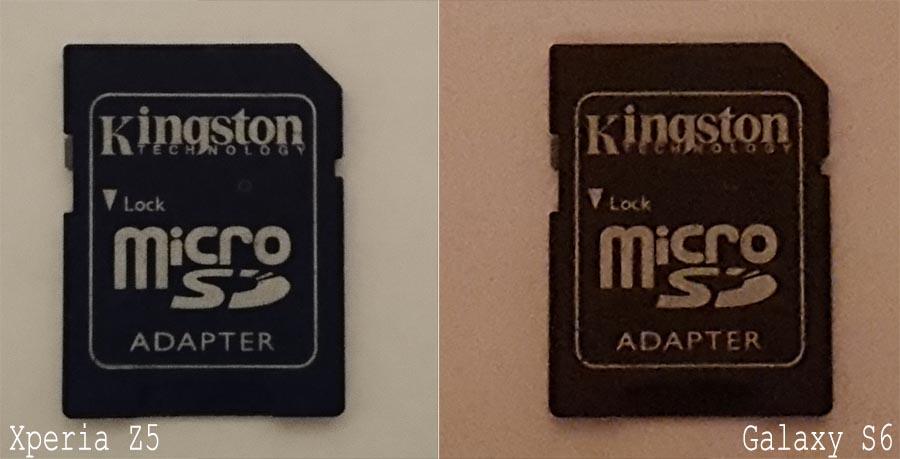 Kingston
TECHNOLOGY
Lock
micro
SD
ADAPTER
Xperia Z5
Kingston
TECHNOLOGY
Lock
micro
SD
ADAPTER
Galaxy S6